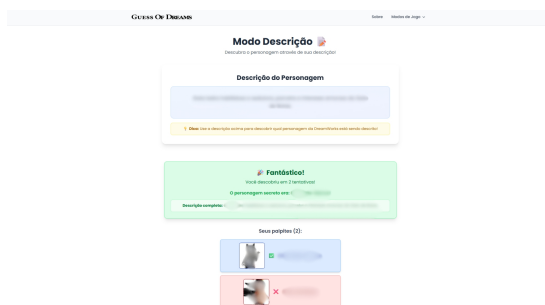 Guess Of Dreams
Sobre Modos de Jogo
Modo Descrição
Descubra o personagem através de sua descrição!
Descrição do Personagem
Dica: Use a descrição acima para descobrir qual personagem da DreamWorks está sendo descrito!
Fantástico!
Você descobriu em 2 tentativas!
O personagem secreto era:
Descrição completa:
Seus palpites (2):